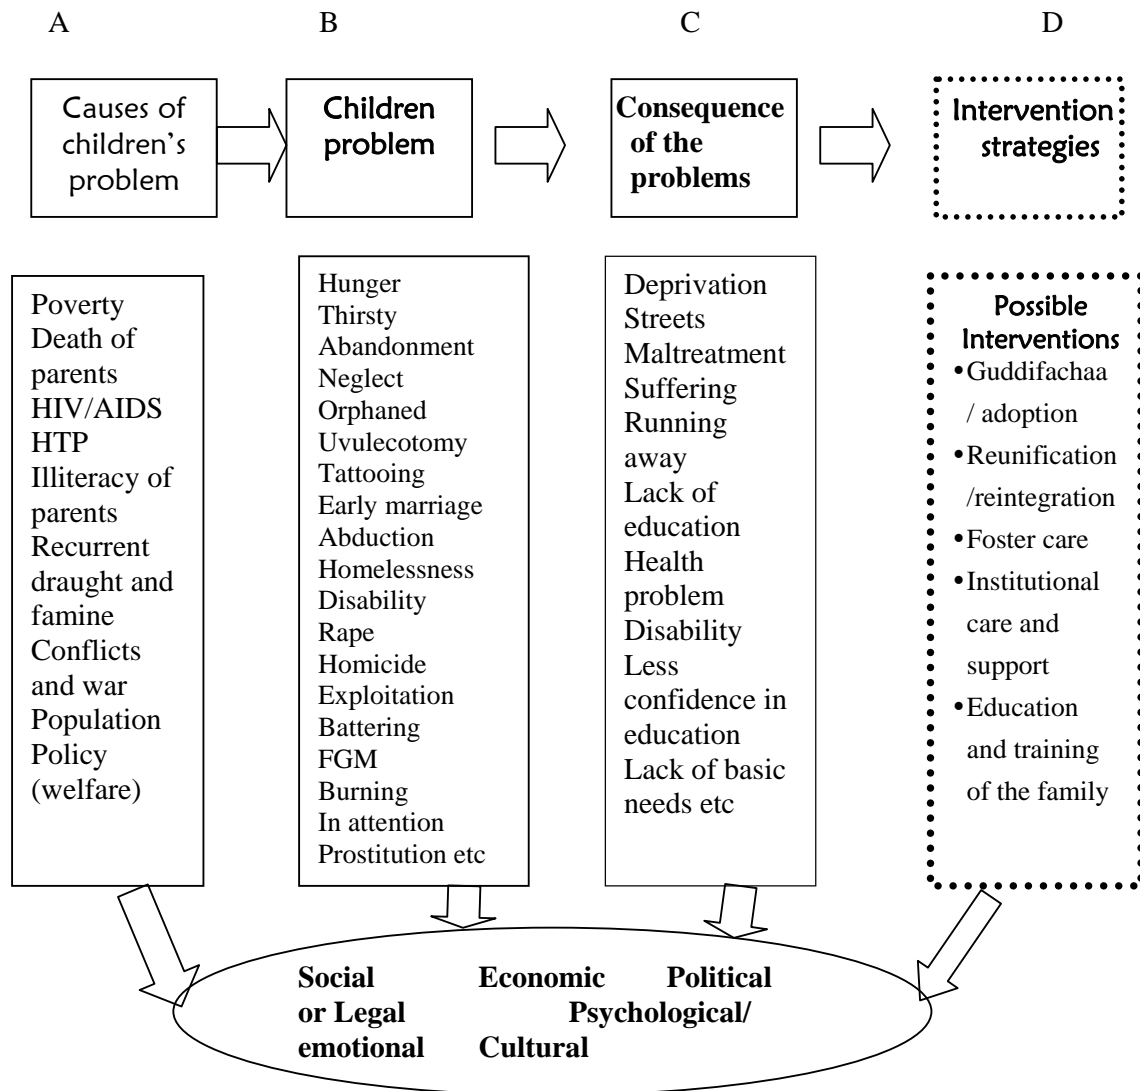 A B C D
Causes of
children's
problem
Children
problem
Consequence
of the
problems
Intervention
strategies
Poverty
Death of
parents
HIV/AIDS
HTP
Illiteracy of
parents
Recurrent
draught and
famine
Conflicts
and war
Population
Policy
(welfare)
Hunger
Thirsty
Abandonment
Neglect
Orphaned
Uvulecotomy
Tattooing
Early marriage
Abduction
Homelessness
Disability
Rape
Homicide
Exploitation
Battering
FGM
Burning
In attention
Prostitution etc
Deprivation
Streets
Maltreatment
Suffering
Running
away
Lack of
education
Health
problem
Disability
Less
confidence in
education
Lack of basic
needs etc
Possible
Interventions
•Guddifachaa
/ adoption
•Reunification
/reintegration
•Foster care
•Institutional
care and
support
•Education
and training
of the family
Social Economic Political
or Legal Psychological/
emotional Cultural